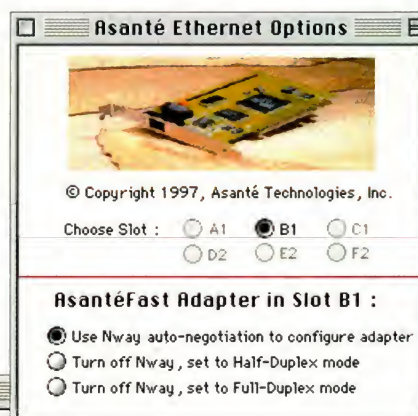 Asanté Ethernet Options
© Copyright 1997, Asanté Technologies, Inc.
Choose Slot : A1 B1 C1
D2 E2 F2
AsantéFast Adapter in Slot B1 :
Use Nway auto-negotiation to configure adapter
Turn off Nway, set to Half-Duplex mode
Turn off Nway, set to Full-Duplex mode